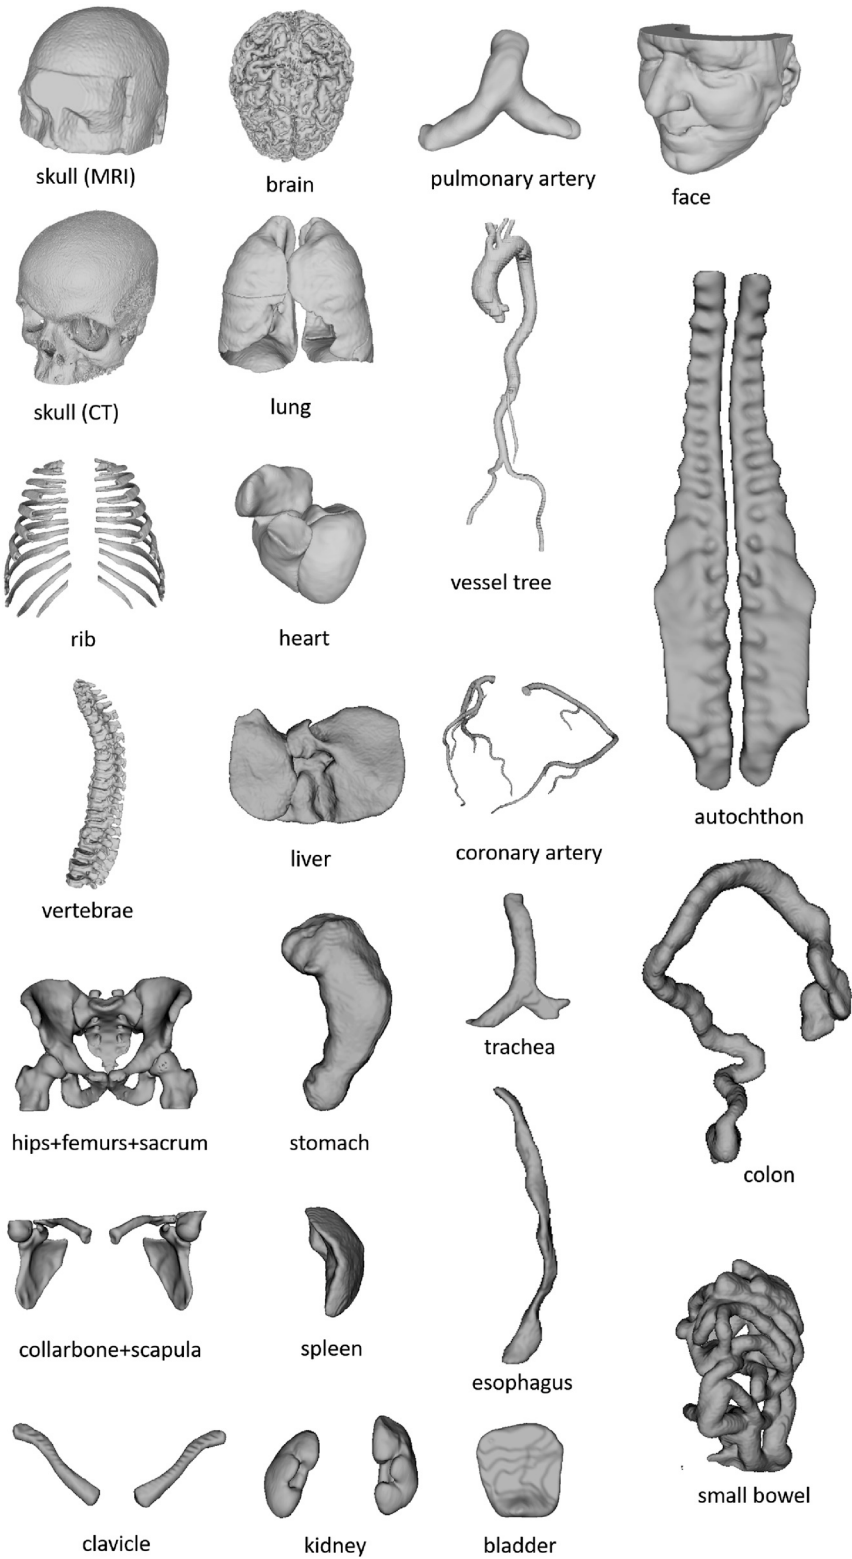 skull (MRI)
brain
pulmonary artery
face
skull (CT)
lung
vessel tree
rib
heart
autochthon
vertebrae
liver
coronary artery
trachea
hips+femurs+sacrum
stomach
colon
collarbone+scapula
spleen
esophagus
small bowel
clavicle
kidney
bladder